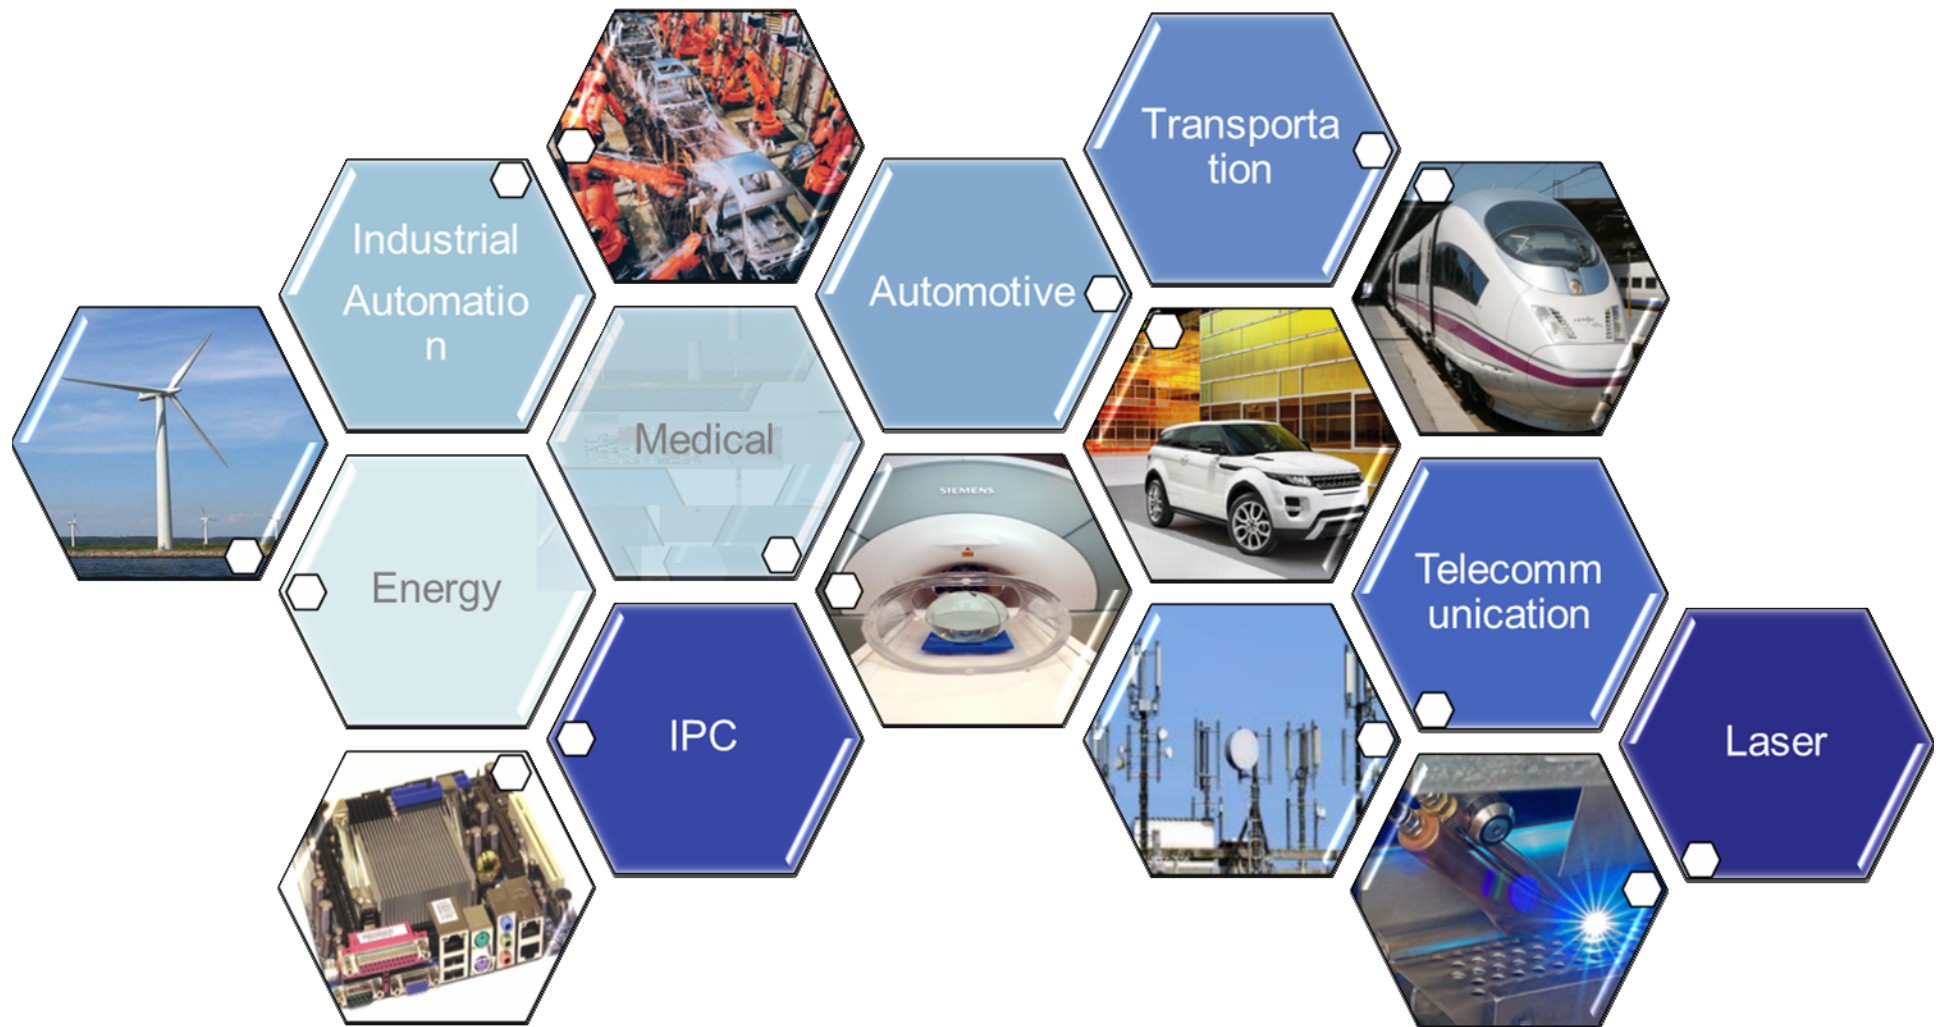 Transporta
tion
Industrial
Automatio
n
Automotive
Medical
SIEMENS
Energy
Telecomm
unication
IPC
Laser